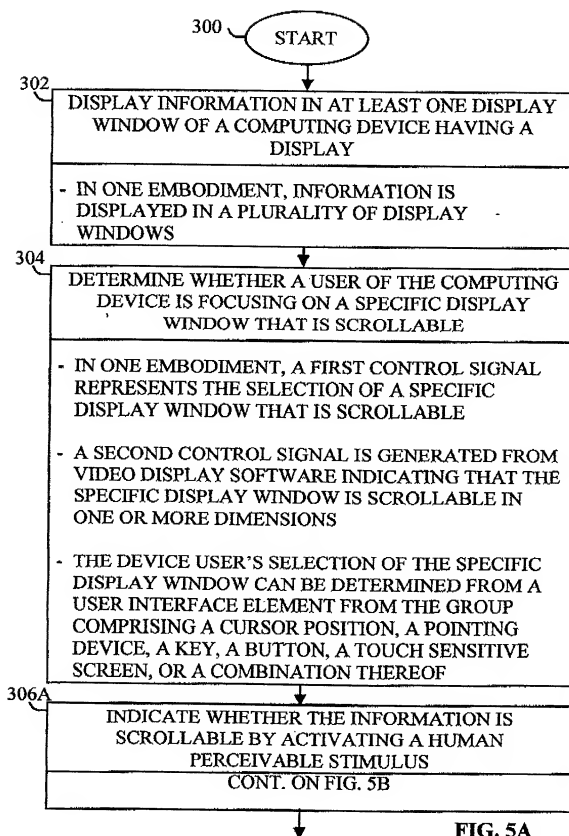 300
START
302
DISPLAY INFORMATION IN AT LEAST ONE DISPLAY
WINDOW OF A COMPUTING DEVICE HAVING A
DISPLAY
- IN ONE EMBODIMENT, INFORMATION IS
DISPLAYED IN A PLURALITY OF DISPLAY
WINDOWS
304
DETERMINE WHETHER A USER OF THE COMPUTING
DEVICE IS FOCUSING ON A SPECIFIC DISPLAY
WINDOW THAT IS SCROLLABLE
- IN ONE EMBODIMENT, A FIRST CONTROL SIGNAL
REPRESENTS THE SELECTION OF A SPECIFIC
DISPLAY WINDOW THAT IS SCROLLABLE
- A SECOND CONTROL SIGNAL IS GENERATED FROM
VIDEO DISPLAY SOFTWARE INDICATING THAT THE
SPECIFIC DISPLAY WINDOW IS SCROLLABLE IN
ONE OR MORE DIMENSIONS
- THE DEVICE USER'S SELECTION OF THE SPECIFIC
DISPLAY WINDOW CAN BE DETERMINED FROM A
USER INTERFACE ELEMENT FROM THE GROUP
COMPRISING A CURSOR POSITION, A POINTING
DEVICE, A KEY, A BUTTON, A TOUCH SENSITIVE
SCREEN, OR A COMBINATION THEREOF
306A
INDICATE WHETHER THE INFORMATION IS
SCROLLABLE BY ACTIVATING A HUMAN
PERCEIVABLE STIMULUS
CONT. ON FIG. 5B
FIG. 5A